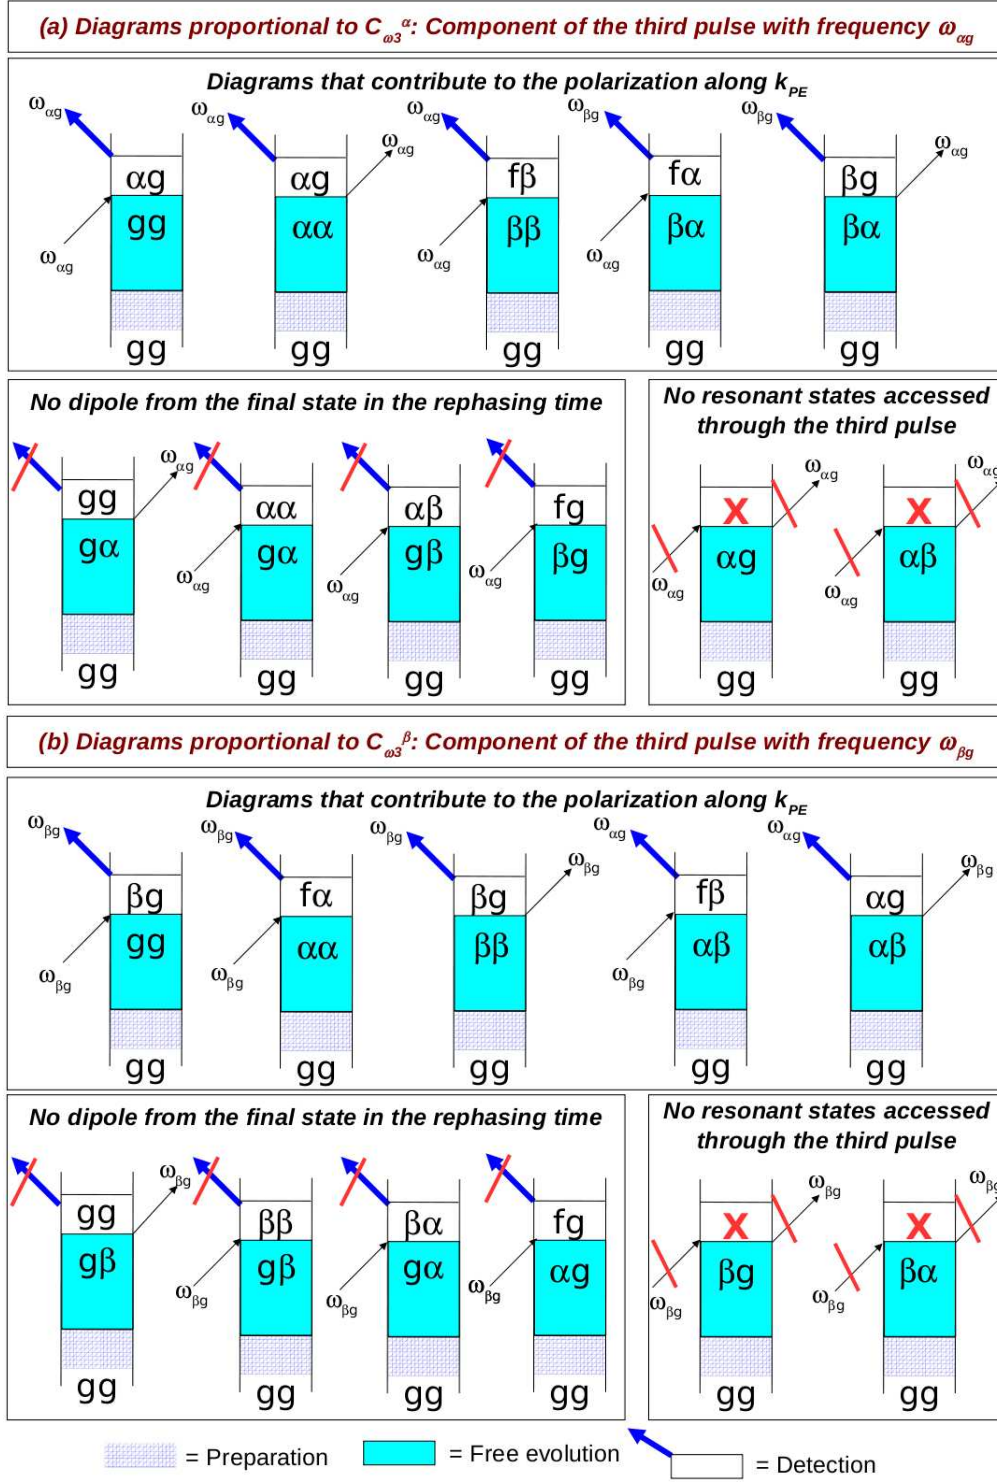 (a) Diagrams proportional to Cω3^α: Component of the third pulse with frequency ωαg
Diagrams that contribute to the polarization along kPE
ωαg ωαg ωαg ωβg ωβg
ωαg ωαg
αg αg fβ fα βg
gg αα ββ βα βα
ωαg ωαg ωαg
gg gg gg gg gg
No dipole from the final state in the rephasing time
ωαg
gg αα αβ fg
gα gα gβ βg
ωαg ωαg ωαg
gg gg gg gg
No resonant states accessed
through the third pulse
ωαg ωαg
X X
αg αβ
ωαg ωαg
gg gg
(b) Diagrams proportional to Cω3^β: Component of the third pulse with frequency ωβg
Diagrams that contribute to the polarization along kPE
ωβg ωβg ωβg ωαg ωαg
ωβg ωβg
βg fα βg fβ αg
gg αα ββ αβ αβ
ωβg ωβg ωβg
gg gg gg gg gg
No dipole from the final state in the rephasing time
ωβg
gg ββ βα fg
gβ gβ gα αg
ωβg ωβg ωβg
gg gg gg gg
No resonant states accessed
through the third pulse
ωβg ωβg
X X
βg βα
ωβg ωβg
gg gg
= Preparation = Free evolution = Detection